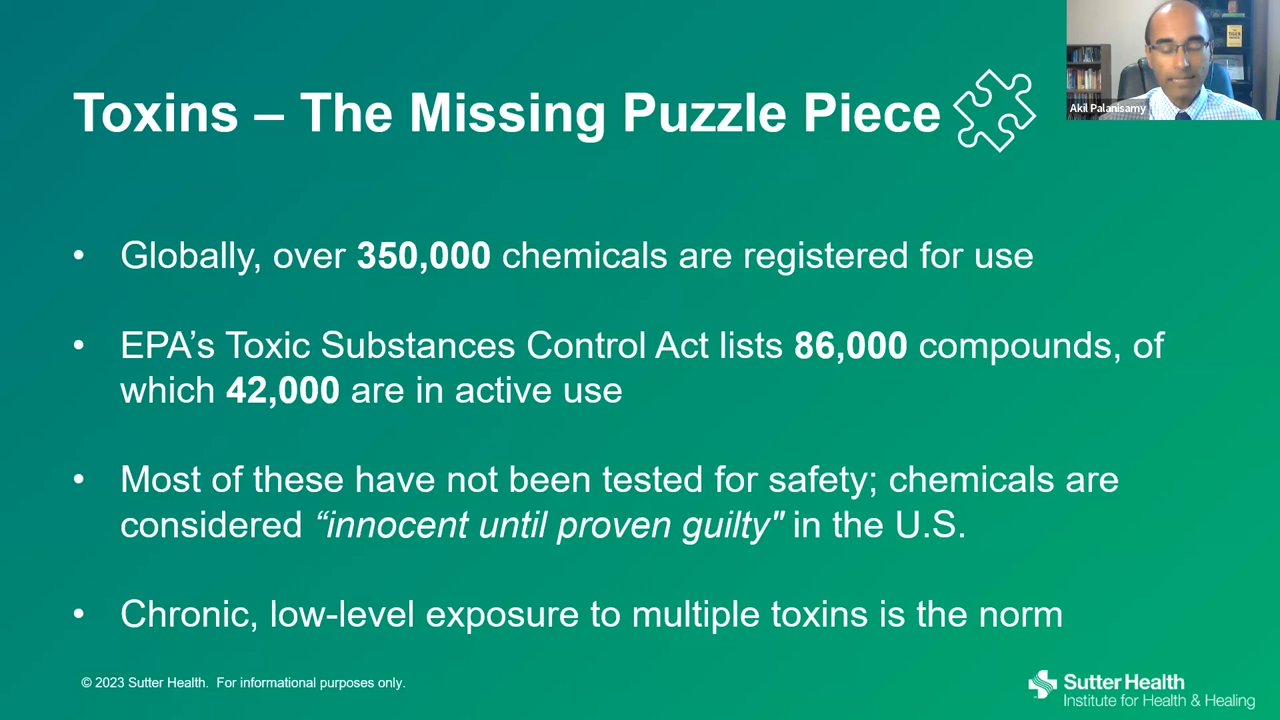 Toxins – The Missing Puzzle Piece
Akil Palanisamy
• Globally, over 350,000 chemicals are registered for use
• EPA’s Toxic Substances Control Act lists 86,000 compounds, of
which 42,000 are in active use
• Most of these have not been tested for safety; chemicals are
considered “innocent until proven guilty" in the U.S.
• Chronic, low-level exposure to multiple toxins is the norm
© 2023 Sutter Health. For informational purposes only.
Sutter Health
Institute for Health & Healing